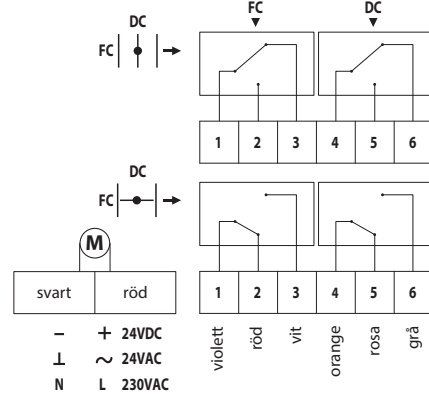 FC DC
DC
FC
1 2 3 4 5 6
DC
FC
M
svart röd
1 2 3 4 5 6
violett röd vit orange rosa grå
– + 24VDC
⊥ ~ 24VAC
N L 230VAC